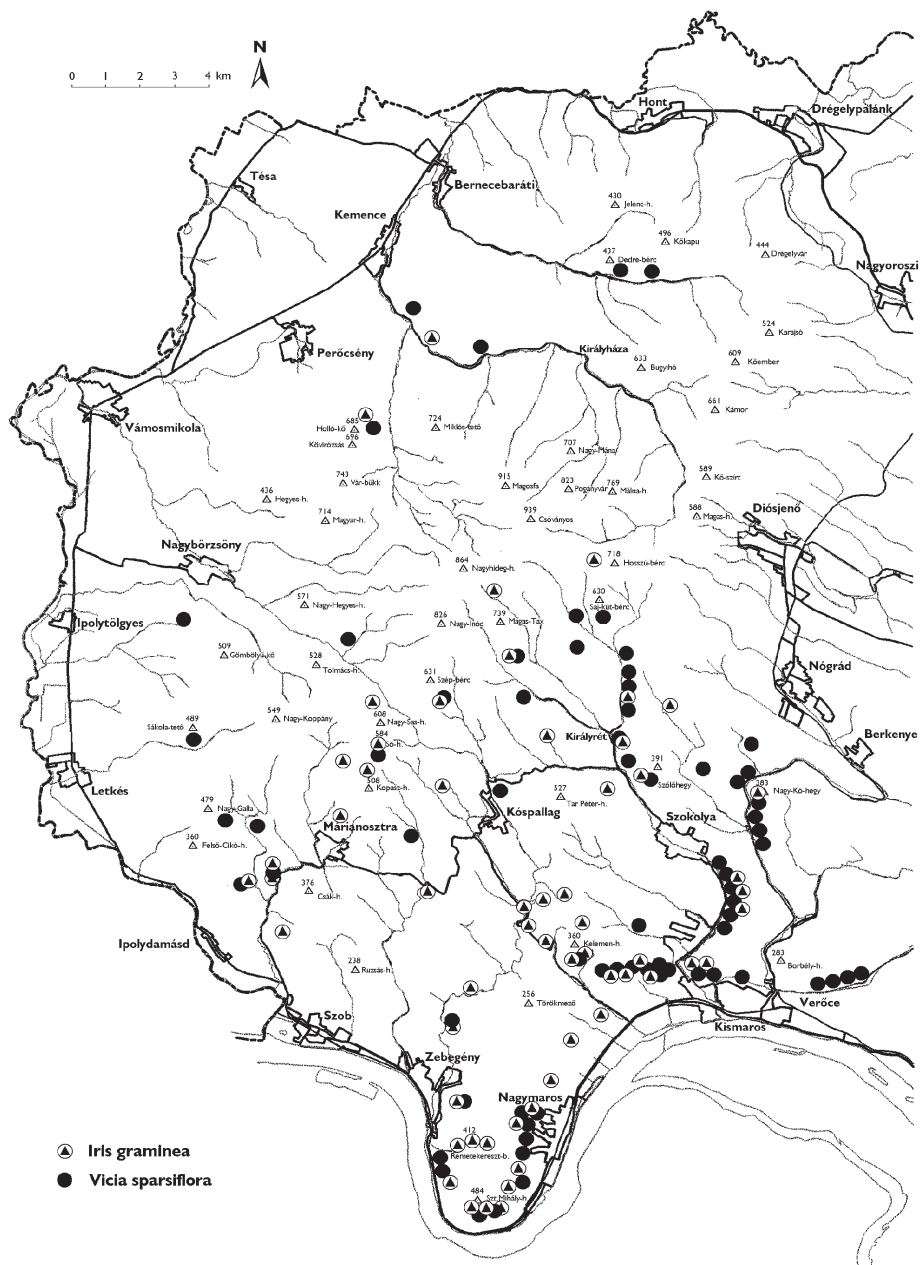 N
0 1 2 3 4 km
Hont
Drégelypalánk
Bernecebaráti
Tésa
430
Jelenc-h.
Kemence
496
Kőkapu
437
Dedre-bérc
444
Drégelyvár
Nagyoroszi
524
Karajsó
Perőcsény
Királyháza
633
Bugyihó
609
Kőember
661
Kámor
Vámosmikola
685
Holló-kő
696
Kővirózsás
724
Miklós-tető
707
Nagy-Mána
743
Vár-bükk
915
Magosfa
823
Pogányvár
769
Málna-h.
589
Kő-szirt
436
Hegyes-h.
714
Magyar-h.
939
Csóványos
588
Magas-h.
Diósjenő
Nagybörzsöny
864
Nagyhideg-h.
718
Hosszú-bérc
571
Nagy-Hegyes-h.
630
Saj-kút-bérc
826
Nagy-Inóc
739
Magas-Tax
Ipolytölgyes
509
Gömbölyű-kő
528
Tolmács-h.
631
Szép-bérc
Nógrád
489
Sákola-tető
549
Nagy-Koppány
608
Nagy-Sas-h.
584
Só-h.
Királyrét
Berkenye
391
Szőlőhegy
Letkés
508
Kopasz-h.
527
Tar Péter-h.
383
Nagy-Kő-hegy
479
Nagy-Galla
Kóspallag
Márianosztra
Szokolya
360
Felső-Cikó-h.
376
Csák-h.
Ipolydamásd
360
Kelemen-h.
238
Ruzsás-h.
283
Borbély-h.
256
Törökmező
Verőce
Kismaros
Szob
Zebegény
Nagymaros
412
Remetekereszt-b.
484
Szt Mihály-h.
Iris graminea
Vicia sparsiflora